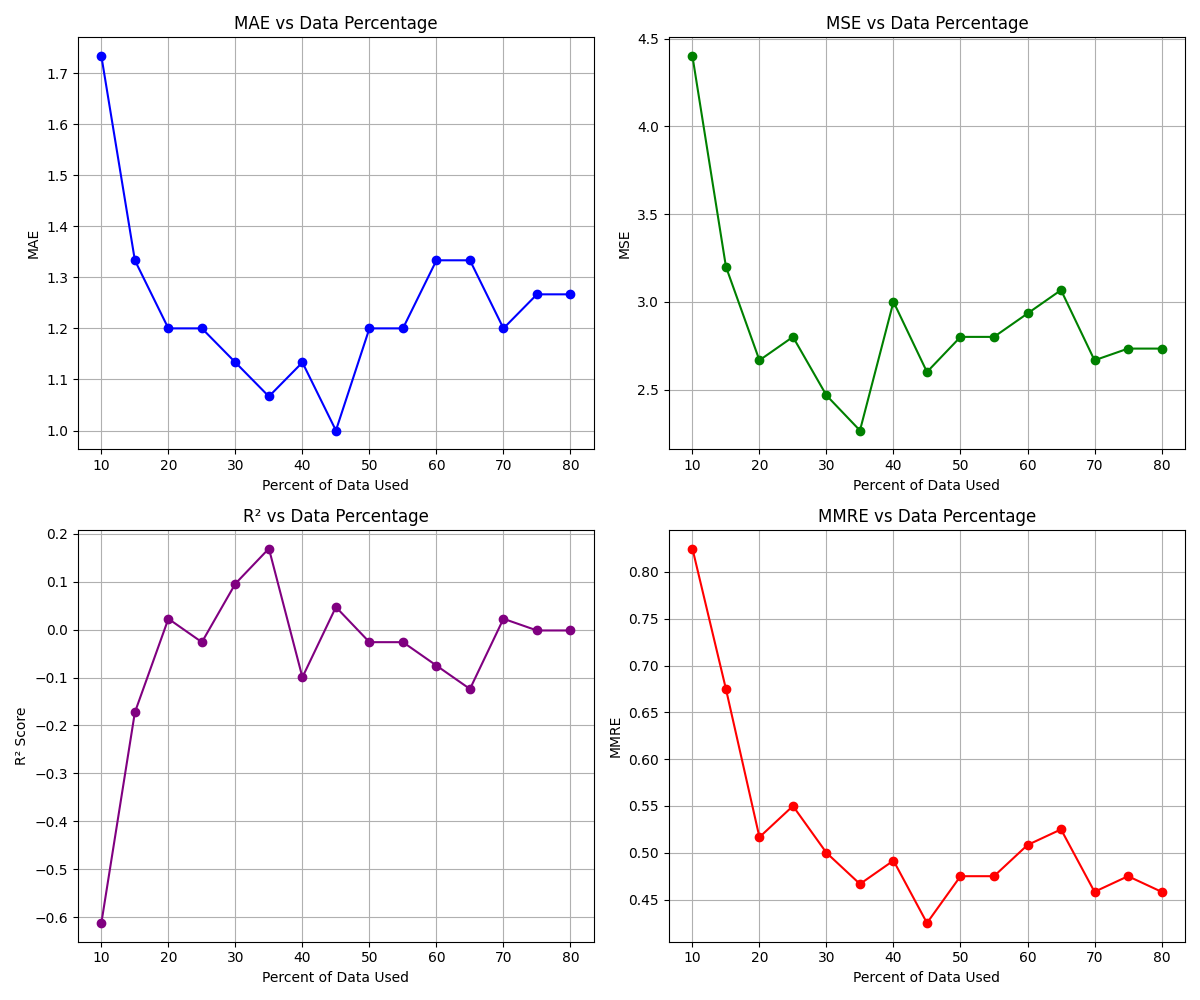 MAE vs Data Percentage
MAE
1.7
1.6
1.5
1.4
1.3
1.2
1.1
1.0
10 20 30 40 50 60 70 80
Percent of Data Used
MSE vs Data Percentage
MSE
4.5
4.0
3.5
3.0
2.5
10 20 30 40 50 60 70 80
Percent of Data Used
R² vs Data Percentage
R² Score
0.2
0.1
0.0
−0.1
−0.2
−0.3
−0.4
−0.5
−0.6
10 20 30 40 50 60 70 80
Percent of Data Used
MMRE vs Data Percentage
MMRE
0.80
0.75
0.70
0.65
0.60
0.55
0.50
0.45
10 20 30 40 50 60 70 80
Percent of Data Used